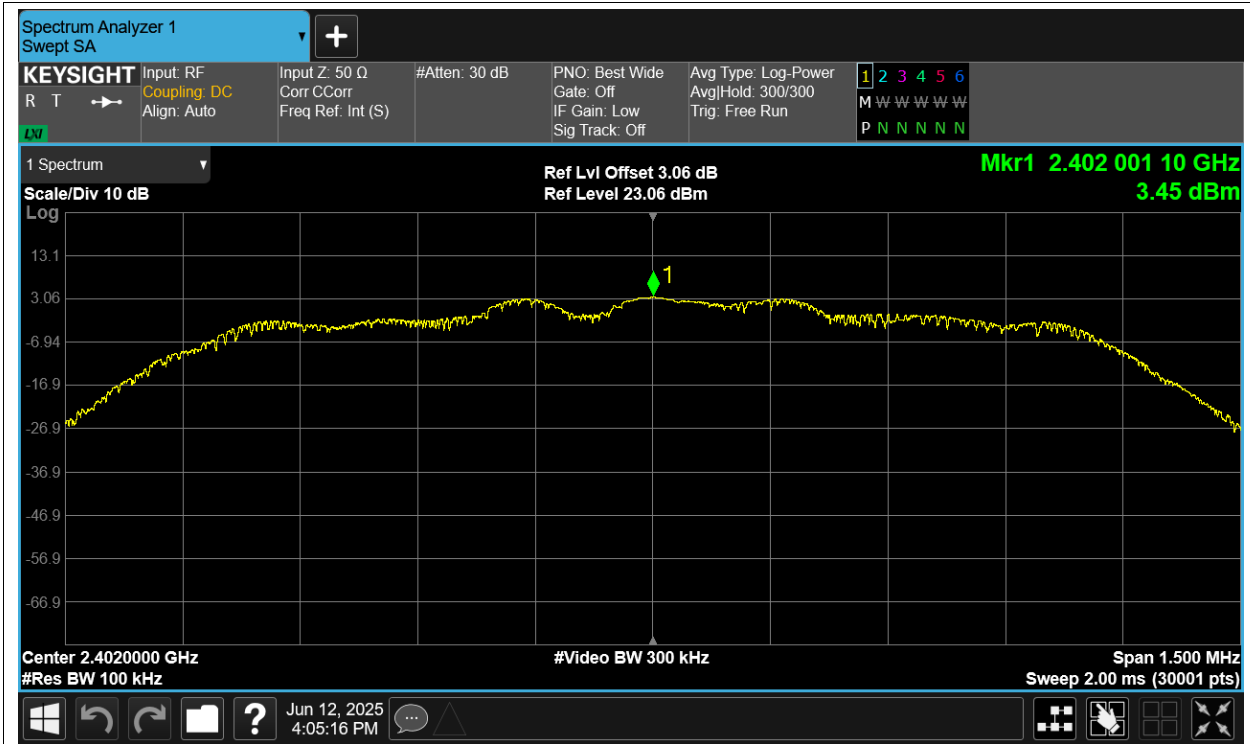 Spectrum Analyzer 1
Swept SA
KEYSIGHT
R T
LXI
Input: RF
Coupling: DC
Align: Auto
Input Z: 50 Ω
Corr CCorr
Freq Ref: Int (S)
#Atten: 30 dB
PNO: Best Wide
Gate: Off
IF Gain: Low
Sig Track: Off
Avg Type: Log-Power
Avg|Hold: 300/300
Trig: Free Run
1 2 3 4 5 6
M W W W W W
P N N N N N
1 Spectrum
Scale/Div 10 dB
Log
Ref Lvl Offset 3.06 dB
Ref Level 23.06 dBm
Mkr1 2.402 001 10 GHz
3.45 dBm
13.1
3.06
-6.94
-16.9
-26.9
-36.9
-46.9
-56.9
-66.9
1
Center 2.4020000 GHz
#Res BW 100 kHz
#Video BW 300 kHz
Span 1.500 MHz
Sweep 2.00 ms (30001 pts)
?
Jun 12, 2025
4:05:16 PM